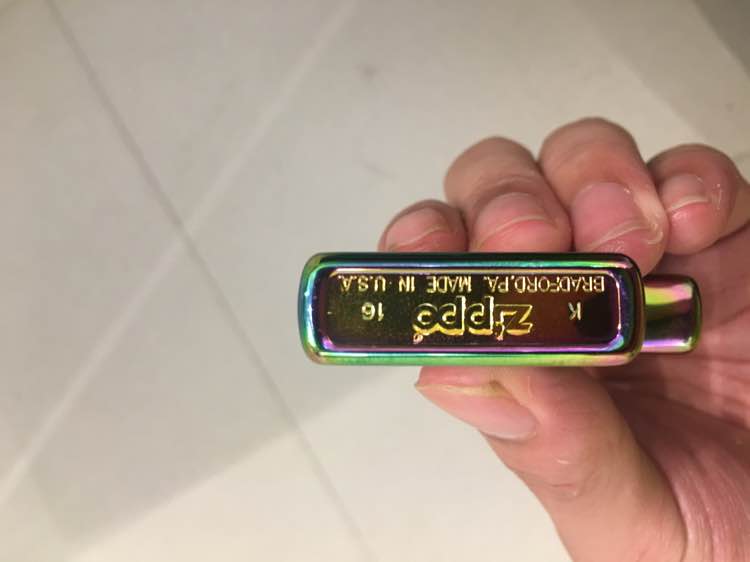 K Zippo® 16
BRADFORD,PA. MADE IN U.S.A.